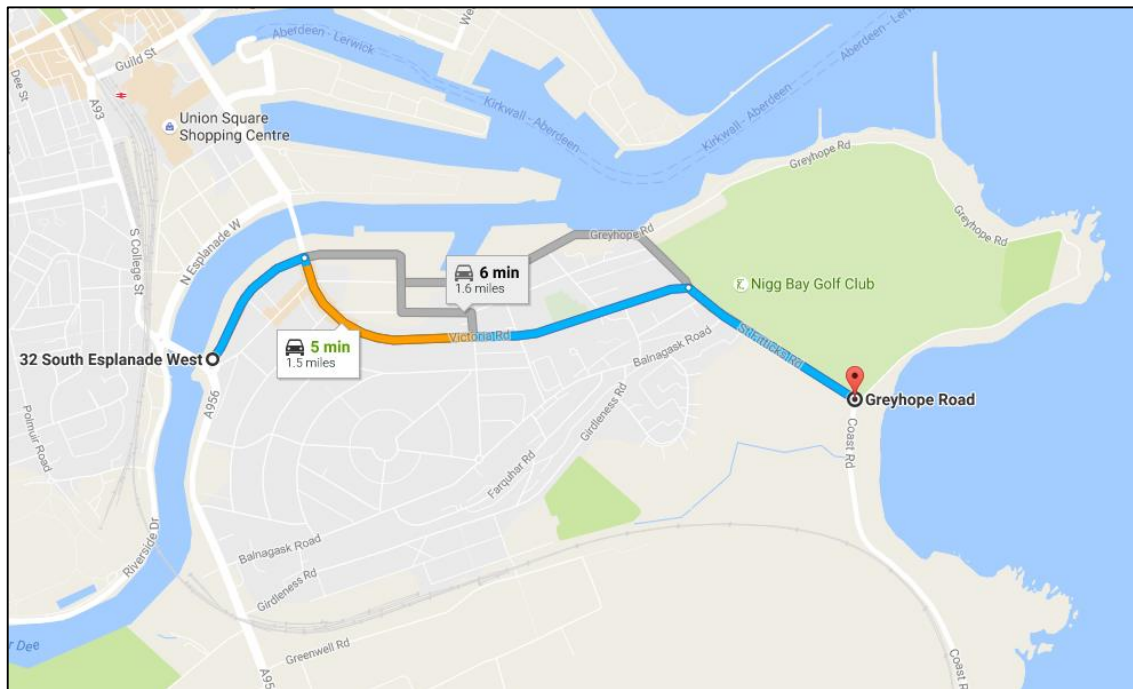 Guild St
Aberdeen - Lerwick
Aberdeen - Lerwick
We
Dee St
A93
Union Square
Shopping Centre
Kirkwall - Aberdeen
Kirkwall - Aberdeen
Greyhope Rd
Greyhope Rd
S College St
N Esplanade W
Greyhope Rd
6 min
1.6 miles
Nigg Bay Golf Club
5 min
1.5 miles
Victoria Rd
St Fitticks Rd
32 South Esplanade West
Balnagask Road
Greyhope Road
A956
Girdleness Rd
Coast Rd
Polmuir Road
Farquhar Rd
Riverside Dr
Balnagask Road
Girdleness Rd
Greenwell Rd
Dee
A95
Coast Rd